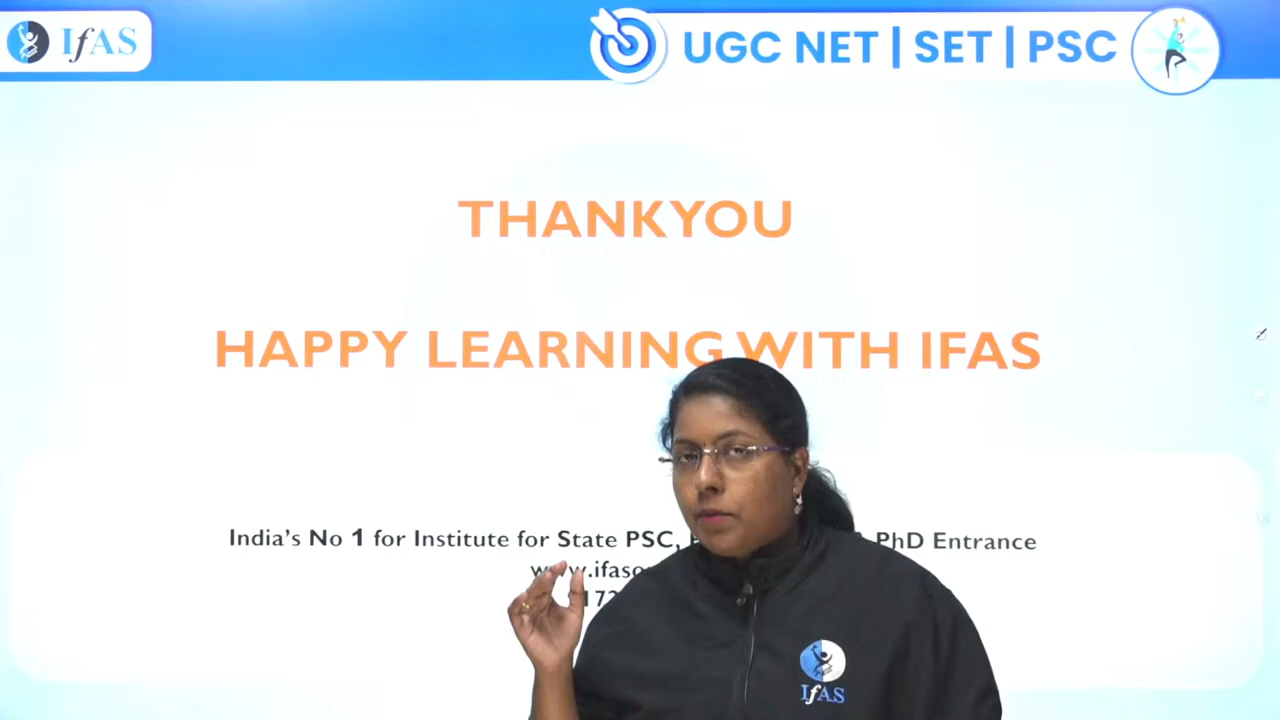 IfAS
UGC NET | SET | PSC
THANKYOU
HAPPY LEARNING WITH IFAS
India's No 1 for Institute for State PSC, PhD Entrance
IfAS